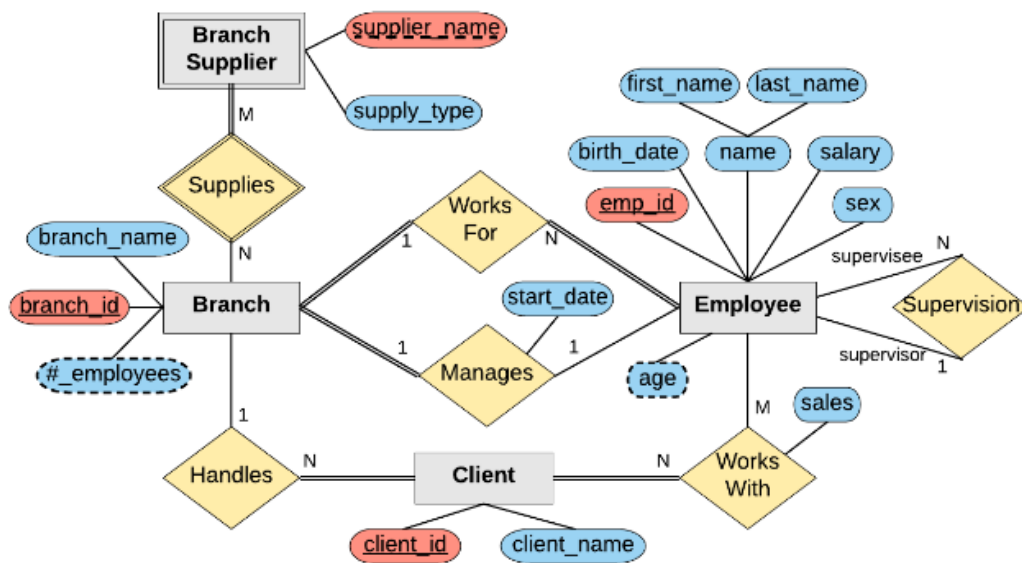 Branch
Supplier
supplier_name
supply_type
M
Supplies
N
first_name
last_name
birth_date
name
salary
emp_id
sex
branch_name
branch_id
#_employees
Branch
Works
For
1
N
start_date
1
Manages
1
Employee
age
supervisee
N
Supervision
supervisor
1
1
Handles
N
Client
client_id
client_name
N
M
Works
With
sales